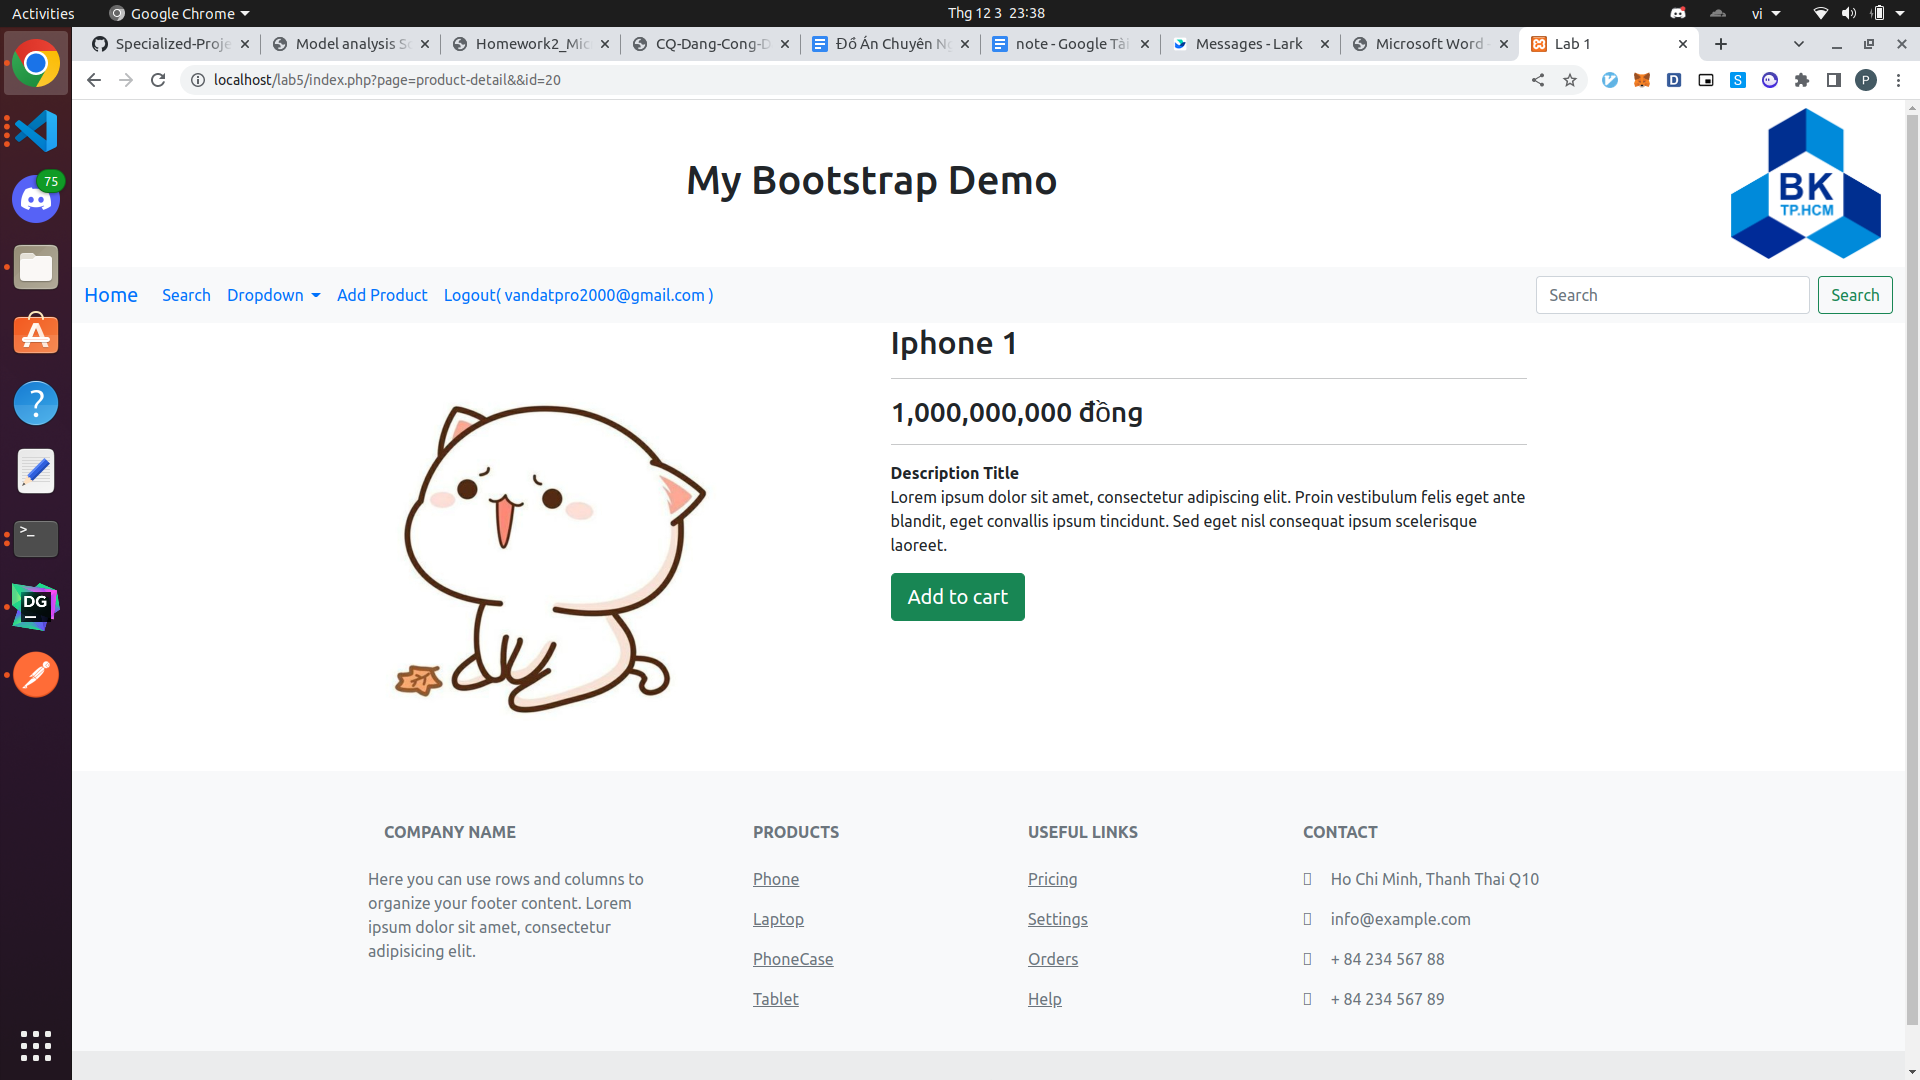 Activities
Google Chrome
Thg 12 3 23:38
vi
Specialized-Proje
Model analysis Sc
Homework2_Mic
CQ-Dang-Cong-D
Đồ Án Chuyên Ng
note - Google Tài
Messages - Lark
Microsoft Word -
Lab 1
localhost/lab5/index.php?page=product-detail&&id=20
P
75
My Bootstrap Demo
BK
TP.HCM
Home
Search
Dropdown
Add Product
Logout( vandatpro2000@gmail.com )
Search
Search
Iphone 1
1,000,000,000 đồng
Description Title
Lorem ipsum dolor sit amet, consectetur adipiscing elit. Proin vestibulum felis eget ante
blandit, eget convallis ipsum tincidunt. Sed eget nisl consequat ipsum scelerisque
laoreet.
Add to cart
DG
COMPANY NAME
Here you can use rows and columns to
organize your footer content. Lorem
ipsum dolor sit amet, consectetur
adipisicing elit.
PRODUCTS
Phone
Laptop
PhoneCase
Tablet
USEFUL LINKS
Pricing
Settings
Orders
Help
CONTACT
Ho Chi Minh, Thanh Thai Q10
info@example.com
+ 84 234 567 88
+ 84 234 567 89